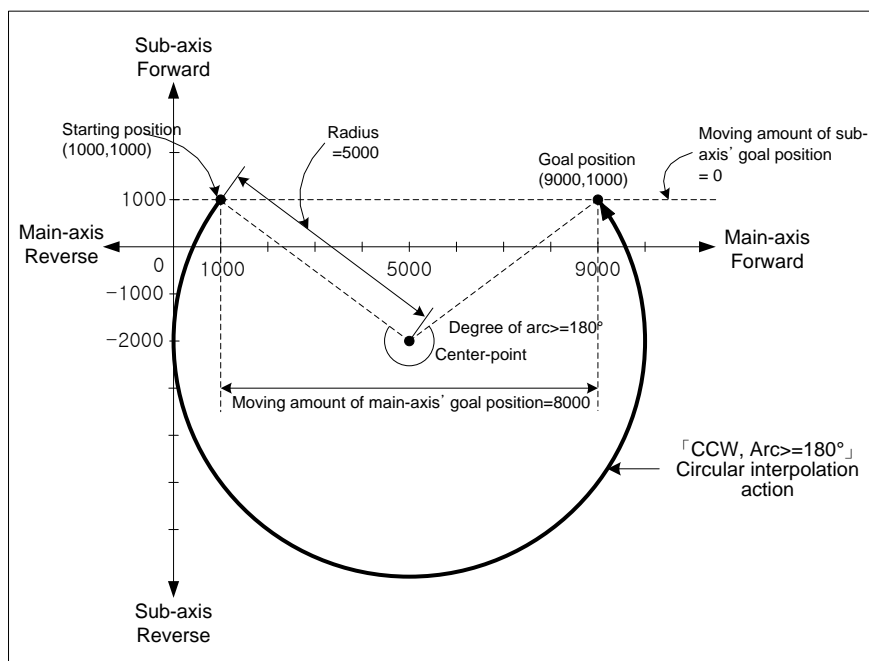 Sub-axis
Forward
Starting position
(1000,1000)
Radius
=5000
Goal position
(9000,1000)
Moving amount of sub-
axis’ goal position
= 0
1000
Main-axis
Reverse
0
1000
5000
9000
Main-axis
Forward
−1000
−2000
Degree of arc>=180°
Center-point
Moving amount of main-axis’ goal position=8000
「CCW, Arc>=180°」
Circular interpolation
action
Sub-axis
Reverse